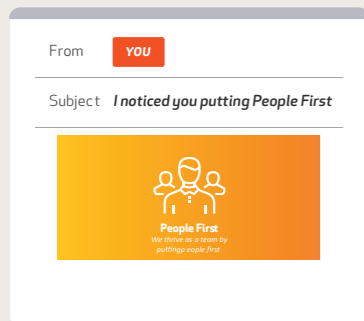 From YOU
Subject I noticed you putting People First
People First
We thrive as a team by
puttingp eople first